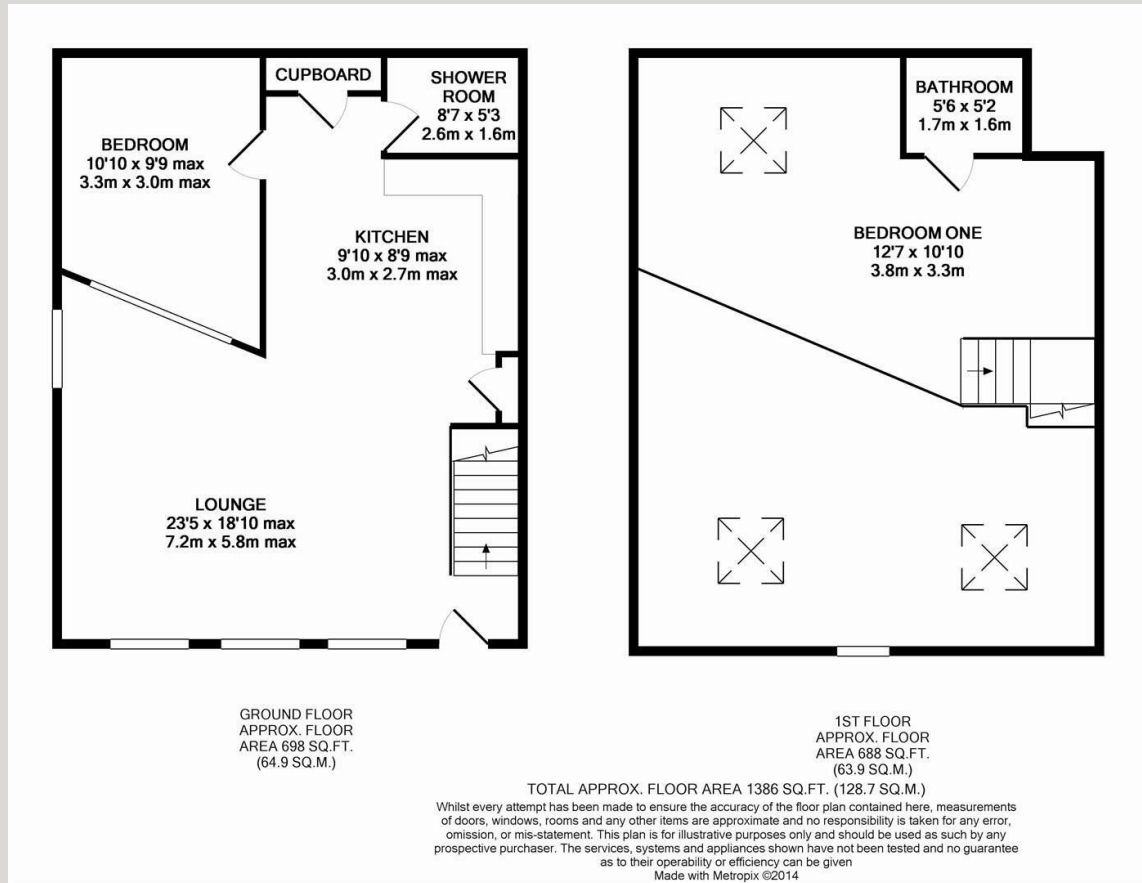 CUPBOARD
SHOWER
ROOM
8'7 x 5'3
2.6m x 1.6m
BEDROOM
10'10 x 9'9 max
3.3m x 3.0m max
KITCHEN
9'10 x 8'9 max
3.0m x 2.7m max
LOUNGE
23'5 x 18'10 max
7.2m x 5.8m max
GROUND FLOOR
APPROX. FLOOR
AREA 698 SQ.FT.
(64.9 SQ.M.)
BATHROOM
5'6 x 5'2
1.7m x 1.6m
BEDROOM ONE
12'7 x 10'10
3.8m x 3.3m
1ST FLOOR
APPROX. FLOOR
AREA 688 SQ.FT.
(63.9 SQ.M.)
TOTAL APPROX. FLOOR AREA 1386 SQ.FT. (128.7 SQ.M.)
Whilst every attempt has been made to ensure the accuracy of the floor plan contained here, measurements
of doors, windows, rooms and any other items are approximate and no responsibility is taken for any error,
omission, or mis-statement. This plan is for illustrative purposes only and should be used as such by any
prospective purchaser. The services, systems and appliances shown have not been tested and no guarantee
as to their operability or efficiency can be given
Made with Metropix ©2014